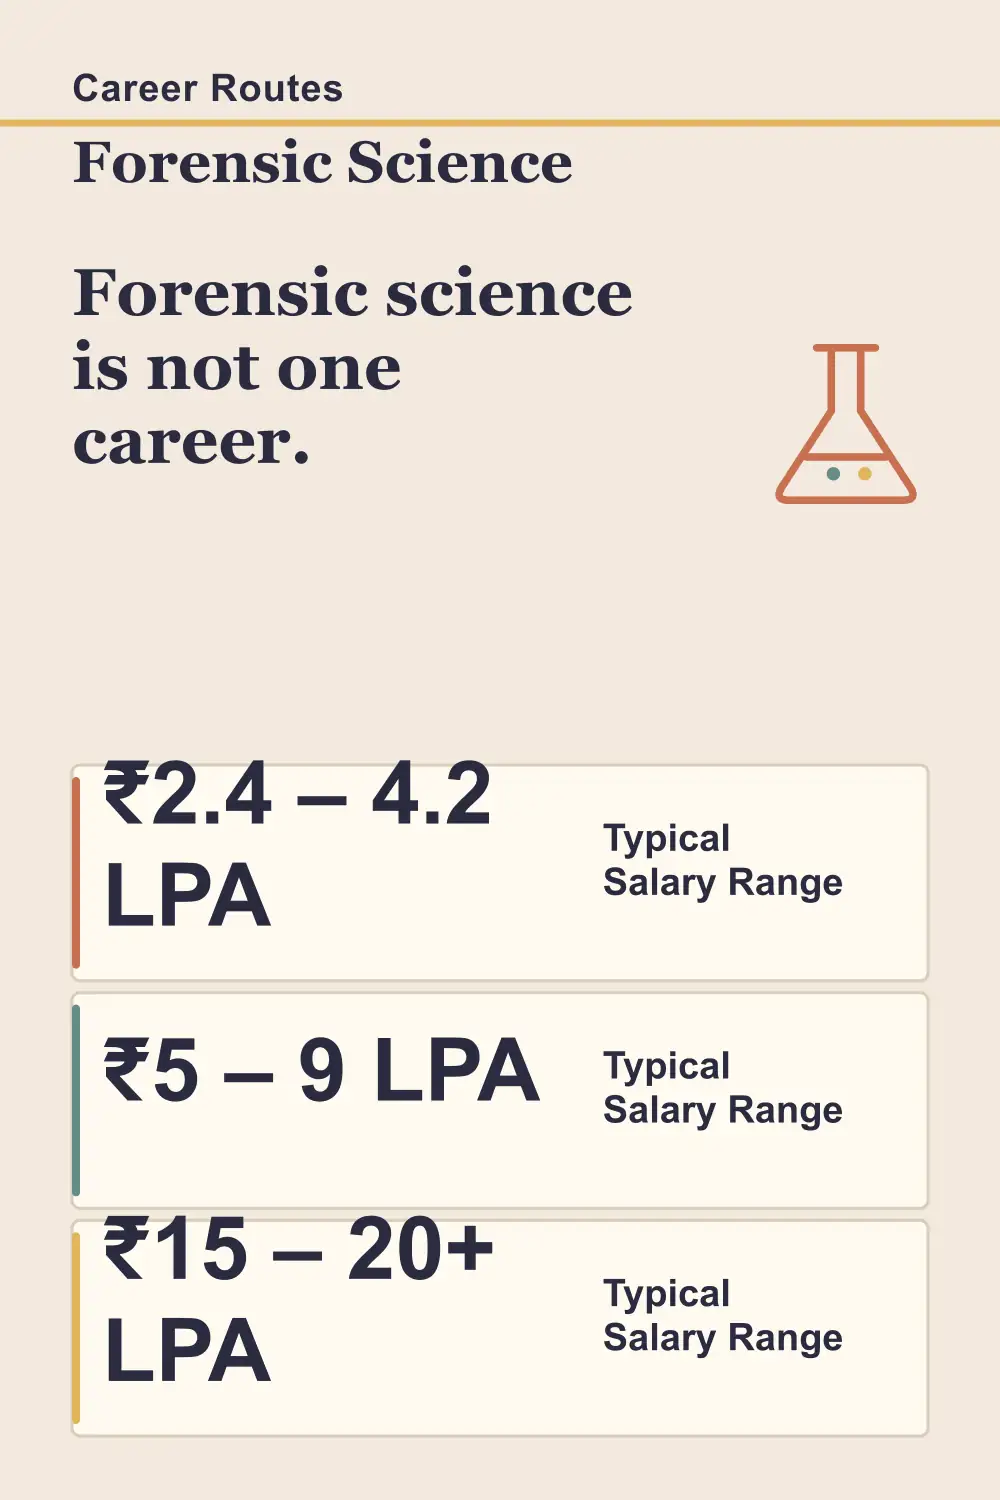 Career Routes
Forensic Science
Forensic science
is not one
career.
₹2.4 – 4.2
LPA
Typical
Salary Range
₹5 – 9 LPA
Typical
Salary Range
₹15 – 20+
LPA
Typical
Salary Range